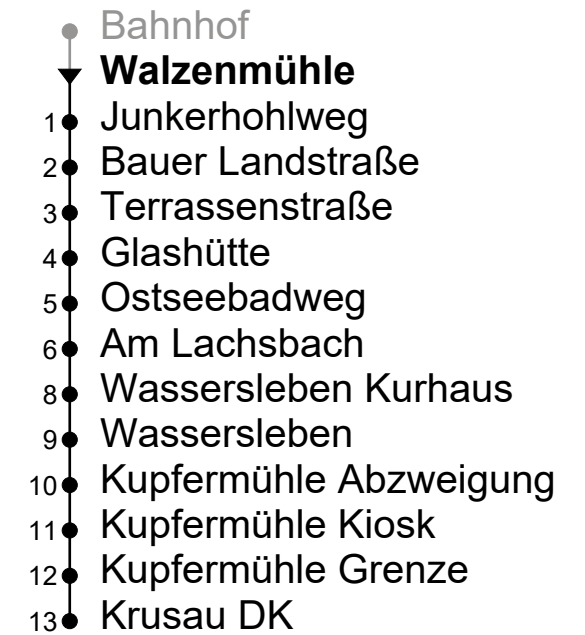 Bahnhof
Walzenmühle
1 Junkerhohlweg
2 Bauer Landstraße
3 Terrassenstraße
4 Glashütte
5 Ostseebadweg
6 Am Lachsbach
8 Wassersleben Kurhaus
9 Wassersleben
10 Kupfermühle Abzweigung
11 Kupfermühle Kiosk
12 Kupfermühle Grenze
13 Krusau DK